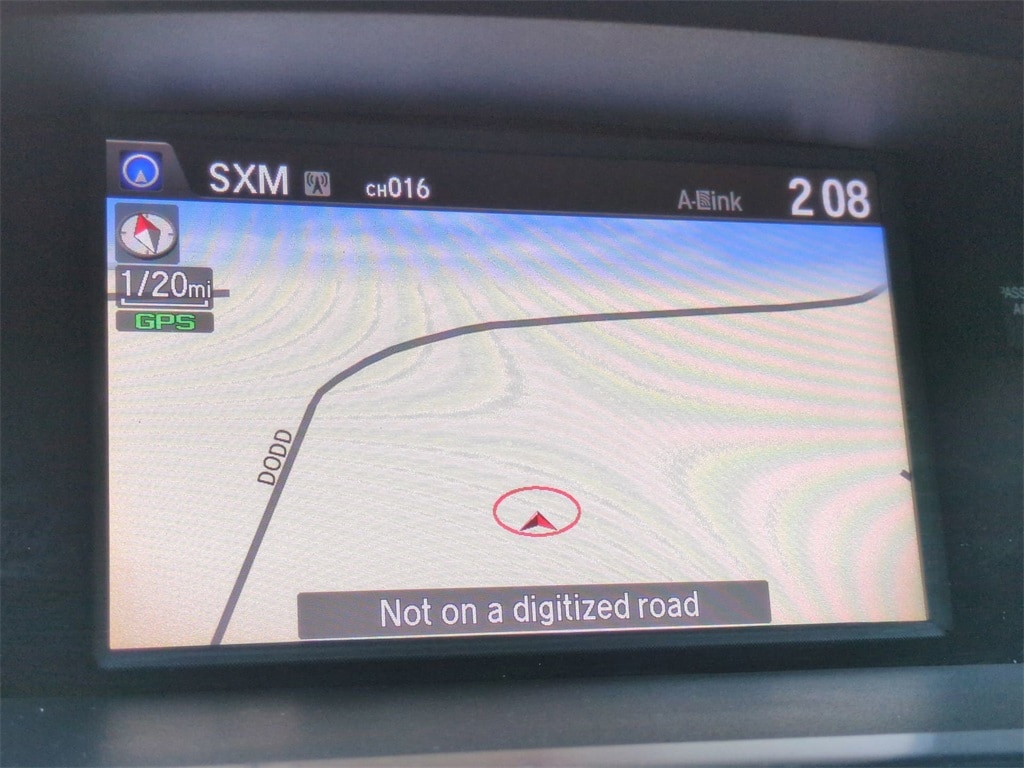 SXM CH016 A-Link 2 08
1/20mi
GPS
DODD
Not on a digitized road